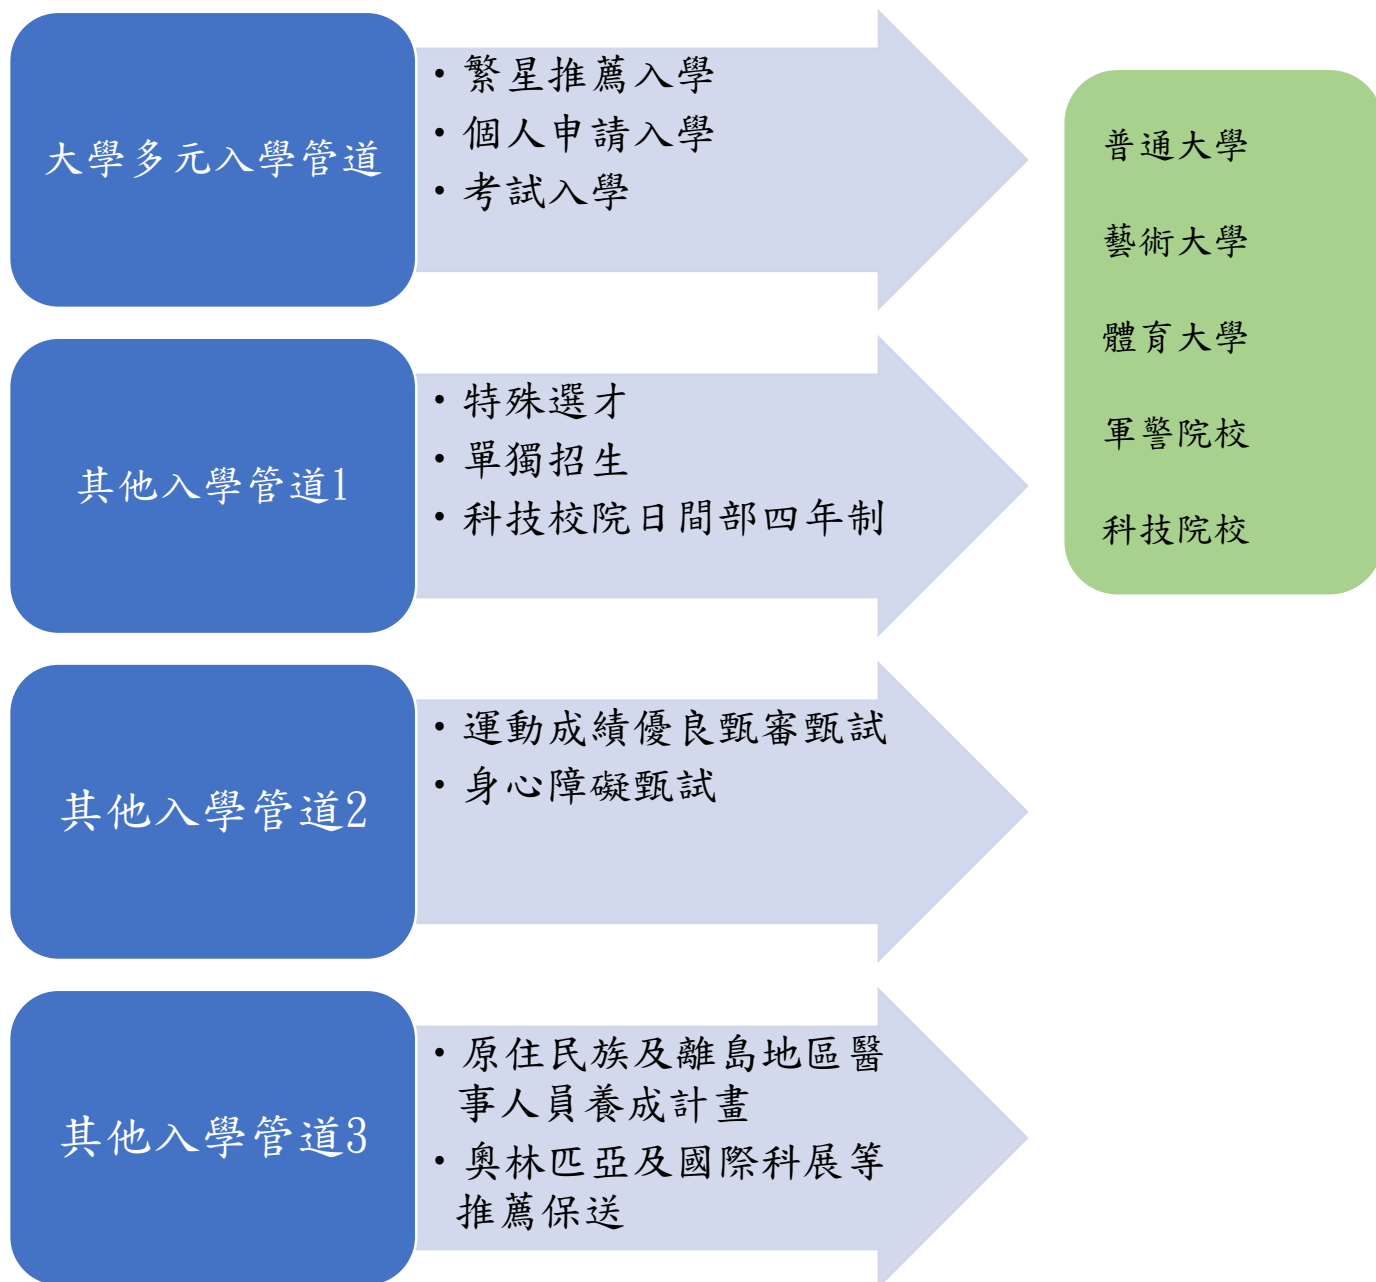 大學多元入學管道
・繁星推薦入學
・個人申請入學
・考試入學
其他入學管道1
・特殊選才
・單獨招生
・科技校院日間部四年制
其他入學管道2
・運動成績優良甄審甄試
・身心障礙甄試
其他入學管道3
・原住民族及離島地區醫
事人員養成計畫
・奧林匹亞及國際科展等
推薦保送
普通大學
藝術大學
體育大學
軍警院校
科技院校